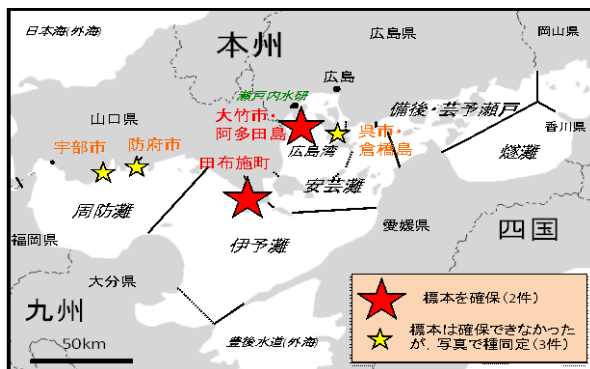 日本海(外海)
本州
広島県
岡山県
瀬戸内水研
広島
山口県
大竹市・
阿多田島
備後・芸予瀬戸
香川県
宇部市
防府市
広島湾
呉市・
倉橋島
燧灘
田布施町
安芸灘
周防灘
愛媛県
四国
福岡県
伊予灘
大分県
九州
標本を確保(2件)
標本は確保できなかった
が、写真で種同定(3件)
豊後水道(外海)
50km